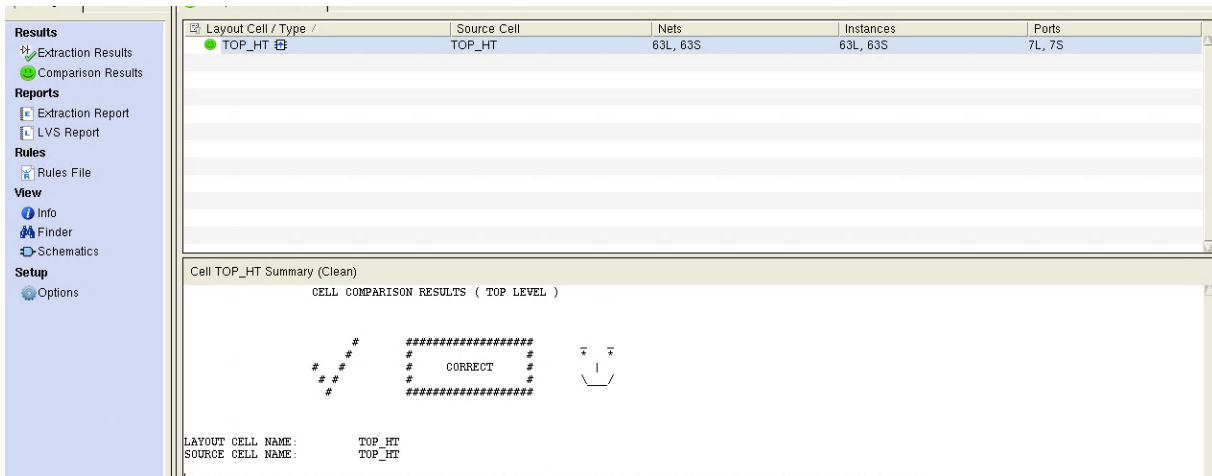 Results
Extraction Results
Comparison Results
Reports
Extraction Report
LVS Report
Rules
Rules File
View
Info
Finder
Schematics
Setup
Options
Layout Cell / Type Source Cell Nets Instances Ports
TOP_HT TOP_HT 63L, 63S 63L, 63S 7L, 7S
Cell TOP_HT Summary (Clean)
CELL COMPARISON RESULTS ( TOP LEVEL )
CORRECT
LAYOUT CELL NAME: TOP_HT
SOURCE CELL NAME: TOP_HT